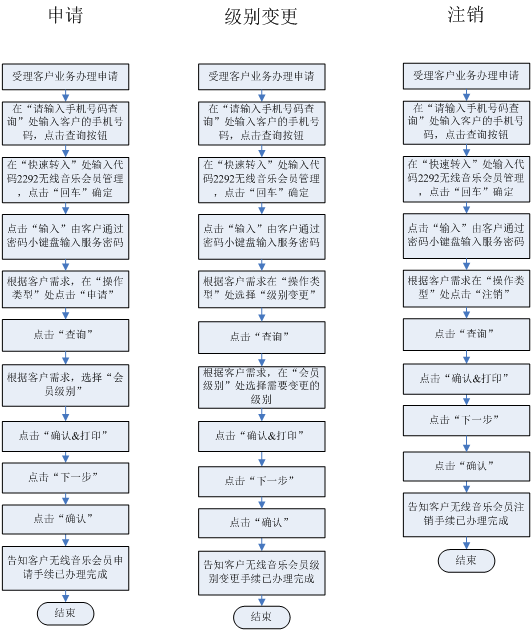 申请
受理客户业务办理申请
在“请输入手机号码查
询”处输入客户的手机号
码，点击查询按钮
在“快速转入”处输入代
码2292无线音乐会员管理
，点击“回车”确定
点击“输入”由客户通过
密码小键盘输入服务密码
根据客户需求，在“操作
类型”处点击“申请”
点击“查询”
根据客户需求，选择“会
员级别”
点击“确认&打印”
点击“下一步”
点击“确认”
告知客户无线音乐会员申
请手续已办理完成
结束
级别变更
受理客户业务办理申请
在“请输入手机号码查
询”处输入客户的手机号
码，点击查询按钮
在“快速转入”处输入代
码2292无线音乐会员管理
，点击“回车”确定
点击“输入”由客户通过
密码小键盘输入服务密码
根据客户需求在“操作类
型”处选择“级别变更”
点击“查询”
根据客户需求，在“会员
级别”处选择需要变更的
级别
点击“确认&打印”
点击“下一步”
点击“确认”
告知客户无线音乐会员级
别变更手续已办理完成
结束
注销
受理客户业务办理申请
在“请输入手机号码查
询”处输入客户的手机号
码，点击查询按钮
在“快速转入”处输入代
码2292无线音乐会员管理
，点击“回车”确定
点击“输入”由客户通过
密码小键盘输入服务密码
根据客户需求在“操作类
型”处点击“注销”
点击“查询”
点击“确认&打印”
点击“下一步”
点击“确认”
告知客户无线音乐会员注
销手续已办理完成
结束